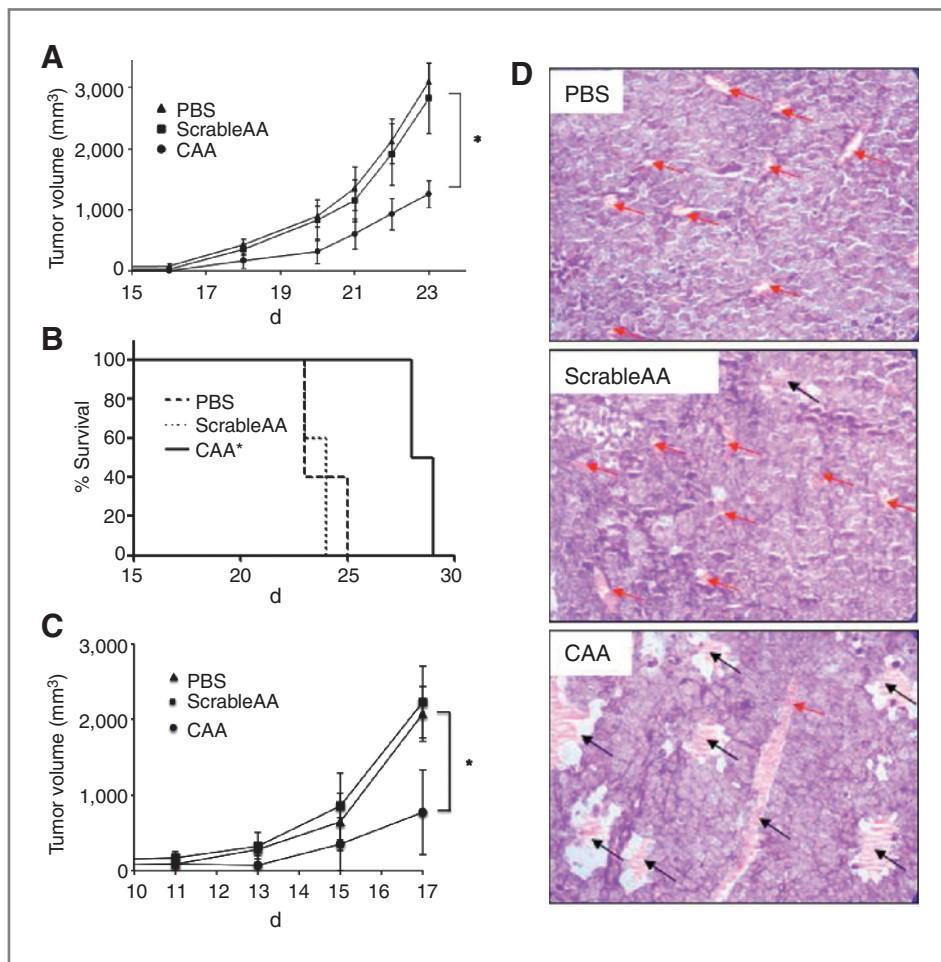 A
Tumor volume (mm³)
3,000
2,000
1,000
0
PBS
ScrableAA
CAA
*
15 17 19 21 23
d
B
% Survival
100
80
60
40
20
0
PBS
ScrableAA
CAA*
15 20 25 30
d
C
Tumor volume (mm³)
3,000
2,000
1,000
0
PBS
ScrableAA
CAA
*
10 11 12 13 14 15 16 17
d
D
PBS
ScrableAA
CAA